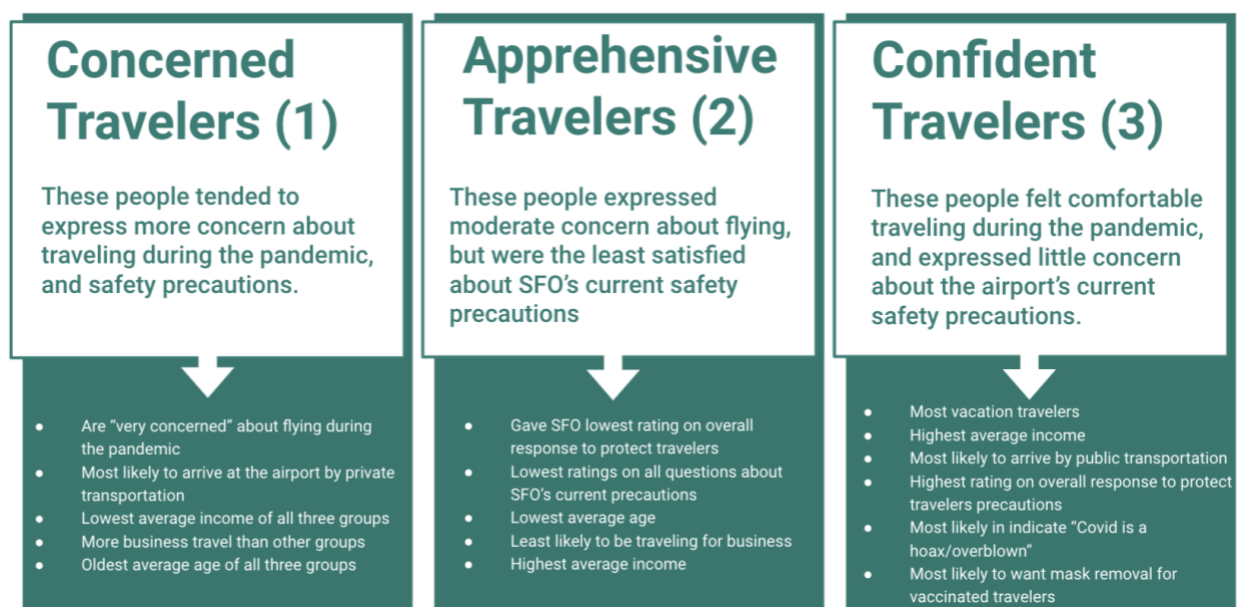 Concerned
Travelers (1)
These people tended to
express more concern about
traveling during the pandemic,
and safety precautions.
● Are “very concerned” about flying during
the pandemic
● Most likely to arrive at the airport by private
transportation
● Lowest average income of all three groups
● More business travel than other groups
● Oldest average age of all three groups
Apprehensive
Travelers (2)
These people expressed
moderate concern about flying,
but were the least satisfied
about SFO’s current safety
precautions
● Gave SFO lowest rating on overall
response to protect travelers
● Lowest ratings on all questions about
SFO’s current precautions
● Lowest average age
● Least likely to be traveling for business
● Highest average income
Confident
Travelers (3)
These people felt comfortable
traveling during the pandemic,
and expressed little concern
about the airport’s current
safety precautions.
● Most vacation travelers
● Highest average income
● Most likely to arrive by public transportation
● Highest rating on overall response to protect
travelers precautions
● Most likely in indicate “Covid is a
hoax/overblown”
● Most likely to want mask removal for
vaccinated travelers